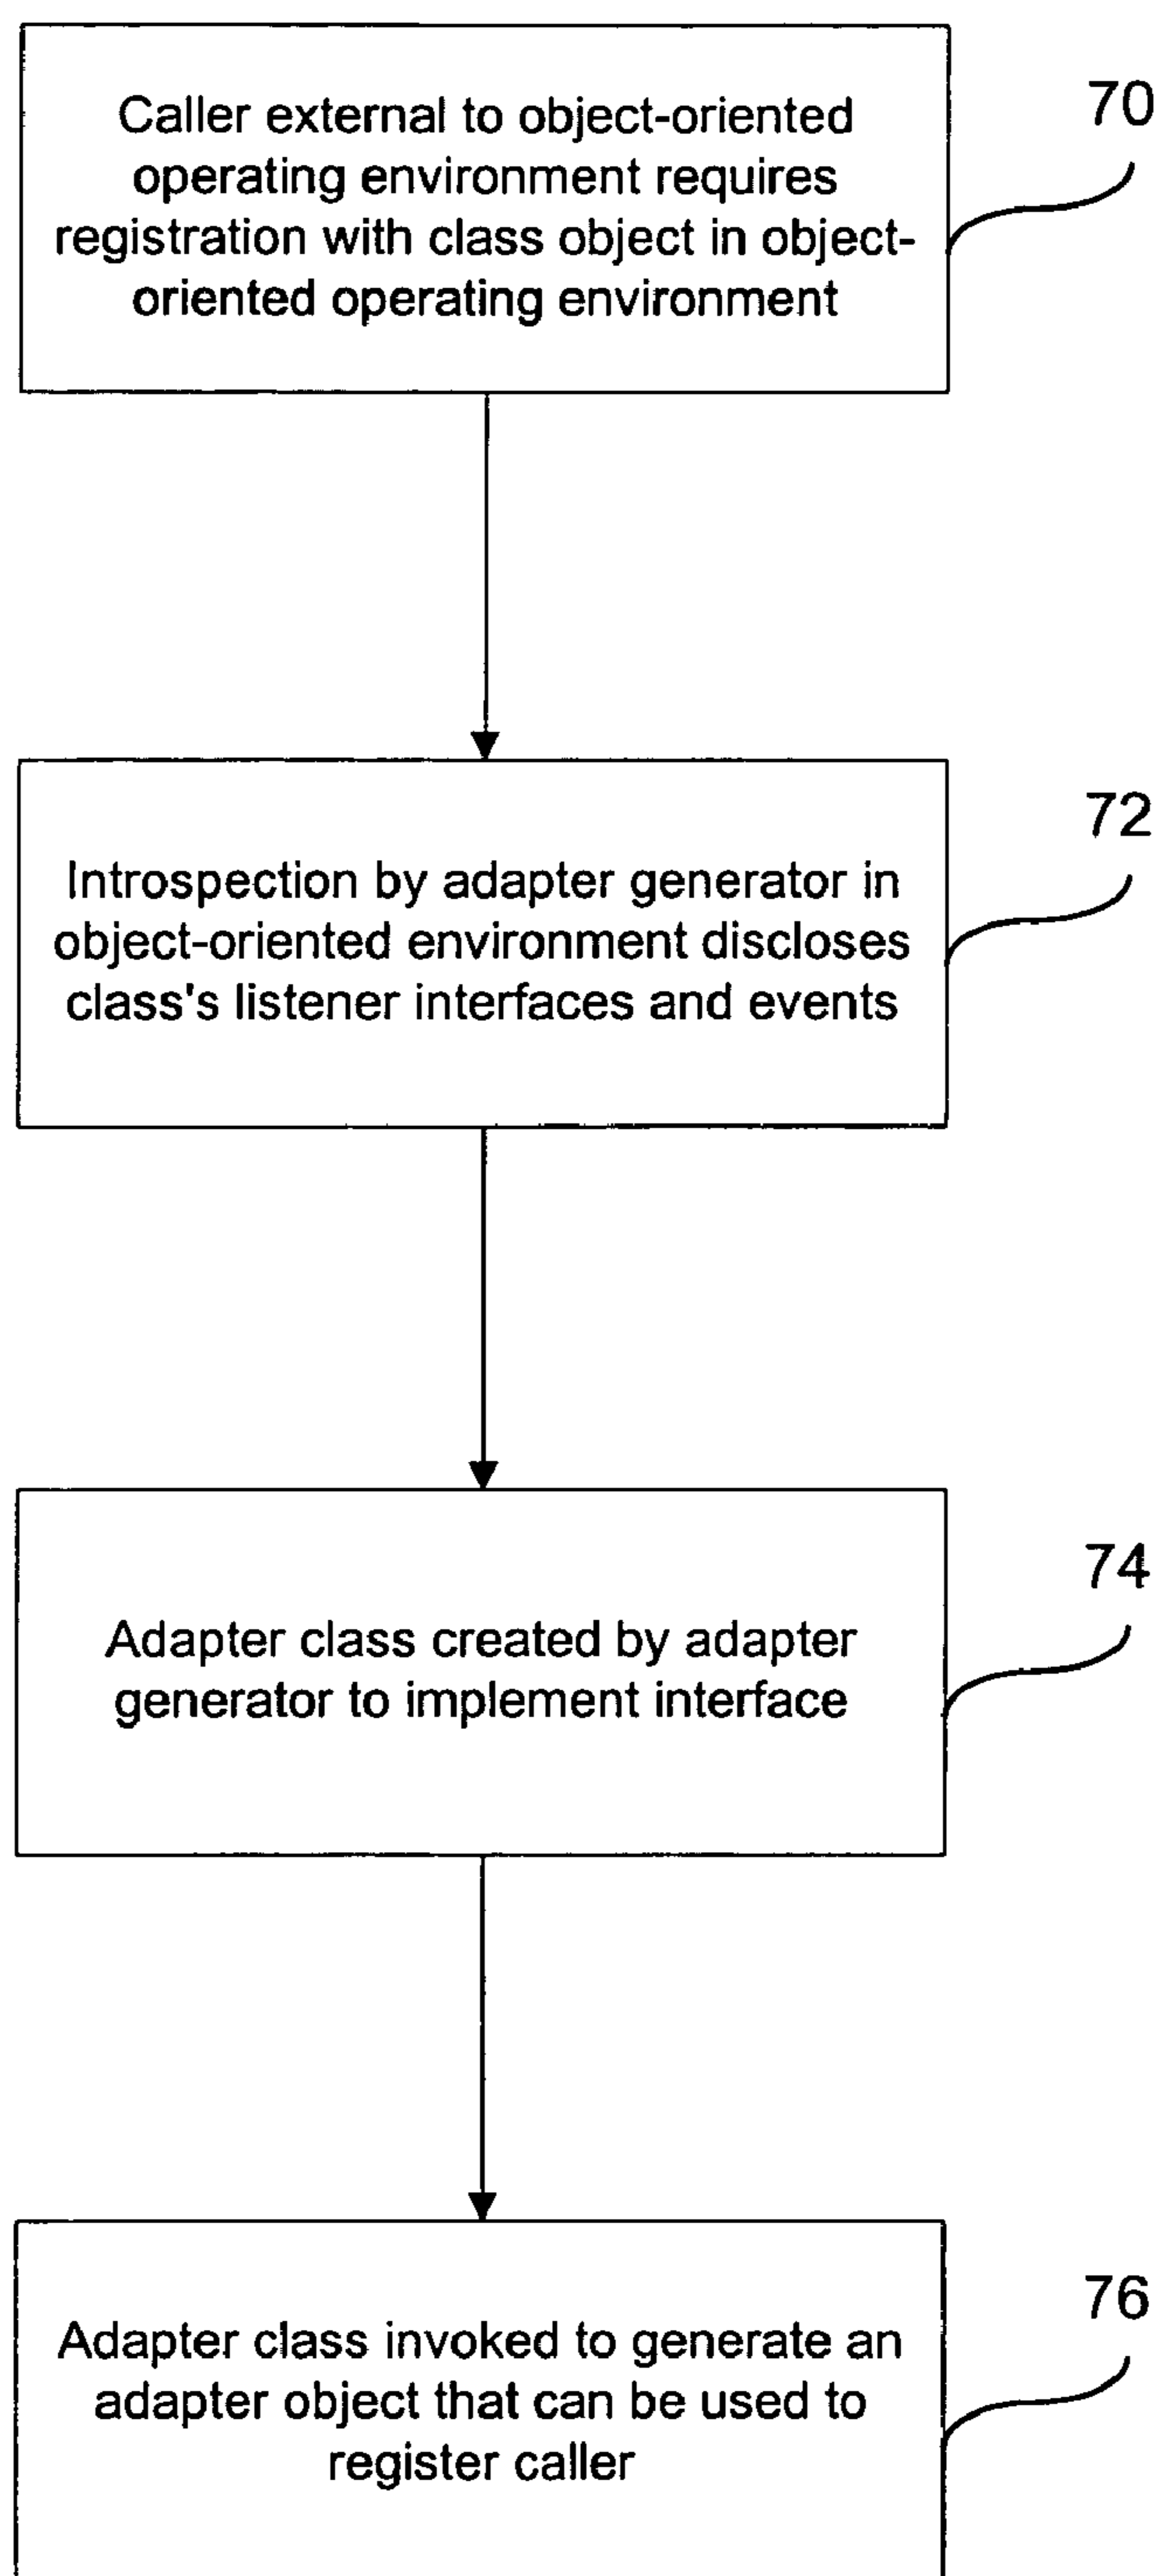 Caller external to object-oriented
operating environment requires
registration with class object in object-
oriented operating environment
70
Introspection by adapter generator in
object-oriented environment discloses
class's listener interfaces and events
72
Adapter class created by adapter
generator to implement interface
74
Adapter class invoked to generate an
adapter object that can be used to
register caller
76